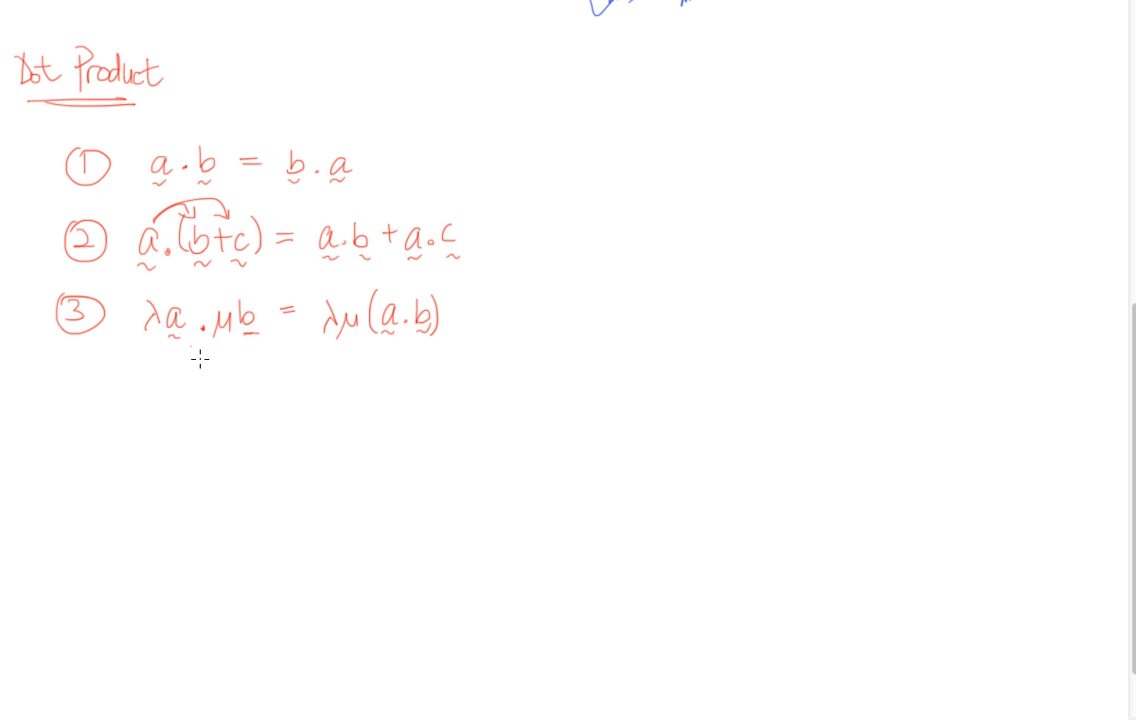 Dot Product
① a . b = b . a
② a . (b + c) = a . b + a . c
③ λa . μb = λμ(a . b)